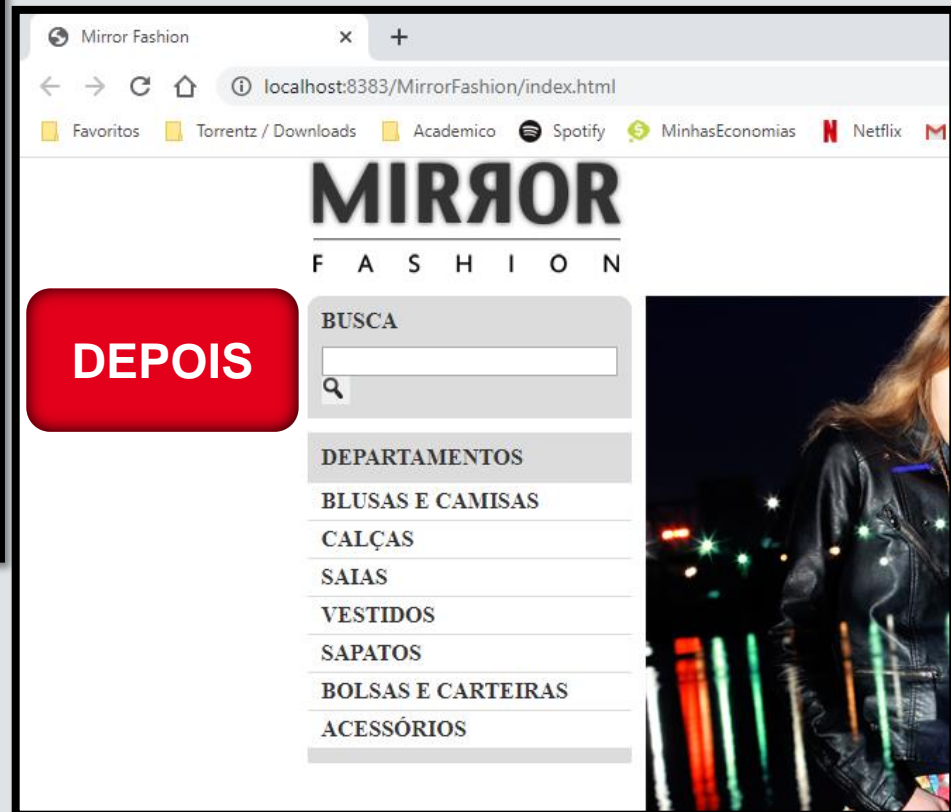 Mirror Fashion
localhost:8383/MirrorFashion/index.html
Favoritos Torrentz / Downloads Academico Spotify MinhasEconomias Netflix
MIRROR
FASHION
DEPOIS
BUSCA
DEPARTAMENTOS
BLUSAS E CAMISAS
CALÇAS
SAIAS
VESTIDOS
SAPATOS
BOLSAS E CARTEIRAS
ACESSÓRIOS